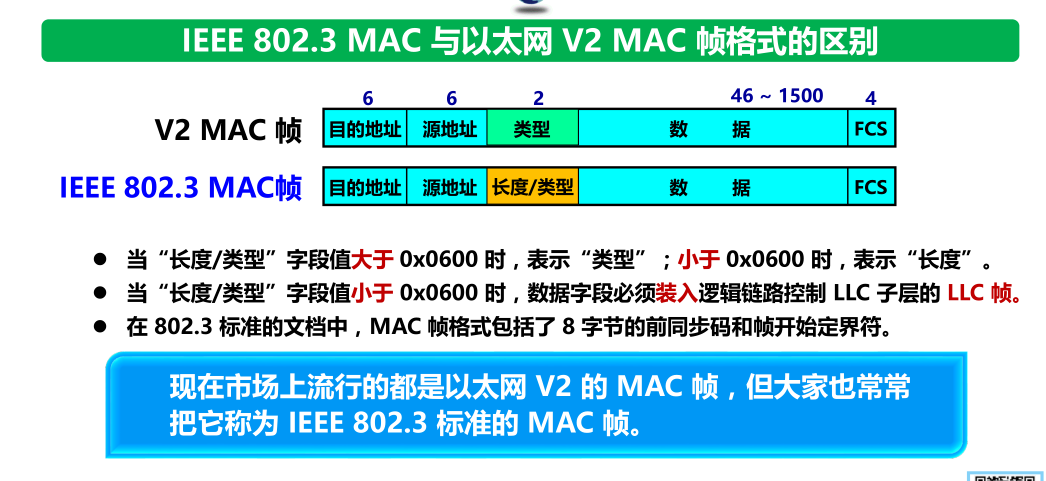 IEEE 802.3 MAC 与以太网 V2 MAC 帧格式的区别
6 6 2 46 ~ 1500 4
V2 MAC 帧 目的地址 源地址 类型 数 据 FCS
IEEE 802.3 MAC帧 目的地址 源地址 长度/类型 数 据 FCS
● 当“长度/类型”字段值大于 0x0600 时，表示“类型”；小于 0x0600 时，表示“长度”。
● 当“长度/类型”字段值小于 0x0600 时，数据字段必须装入逻辑链路控制 LLC 子层的 LLC 帧。
● 在 802.3 标准的文档中，MAC 帧格式包括了 8 字节的前同步码和帧开始定界符。
现在市场上流行的都是以太网 V2 的 MAC 帧，但大家也常常
把它称为 IEEE 802.3 标准的 MAC 帧。